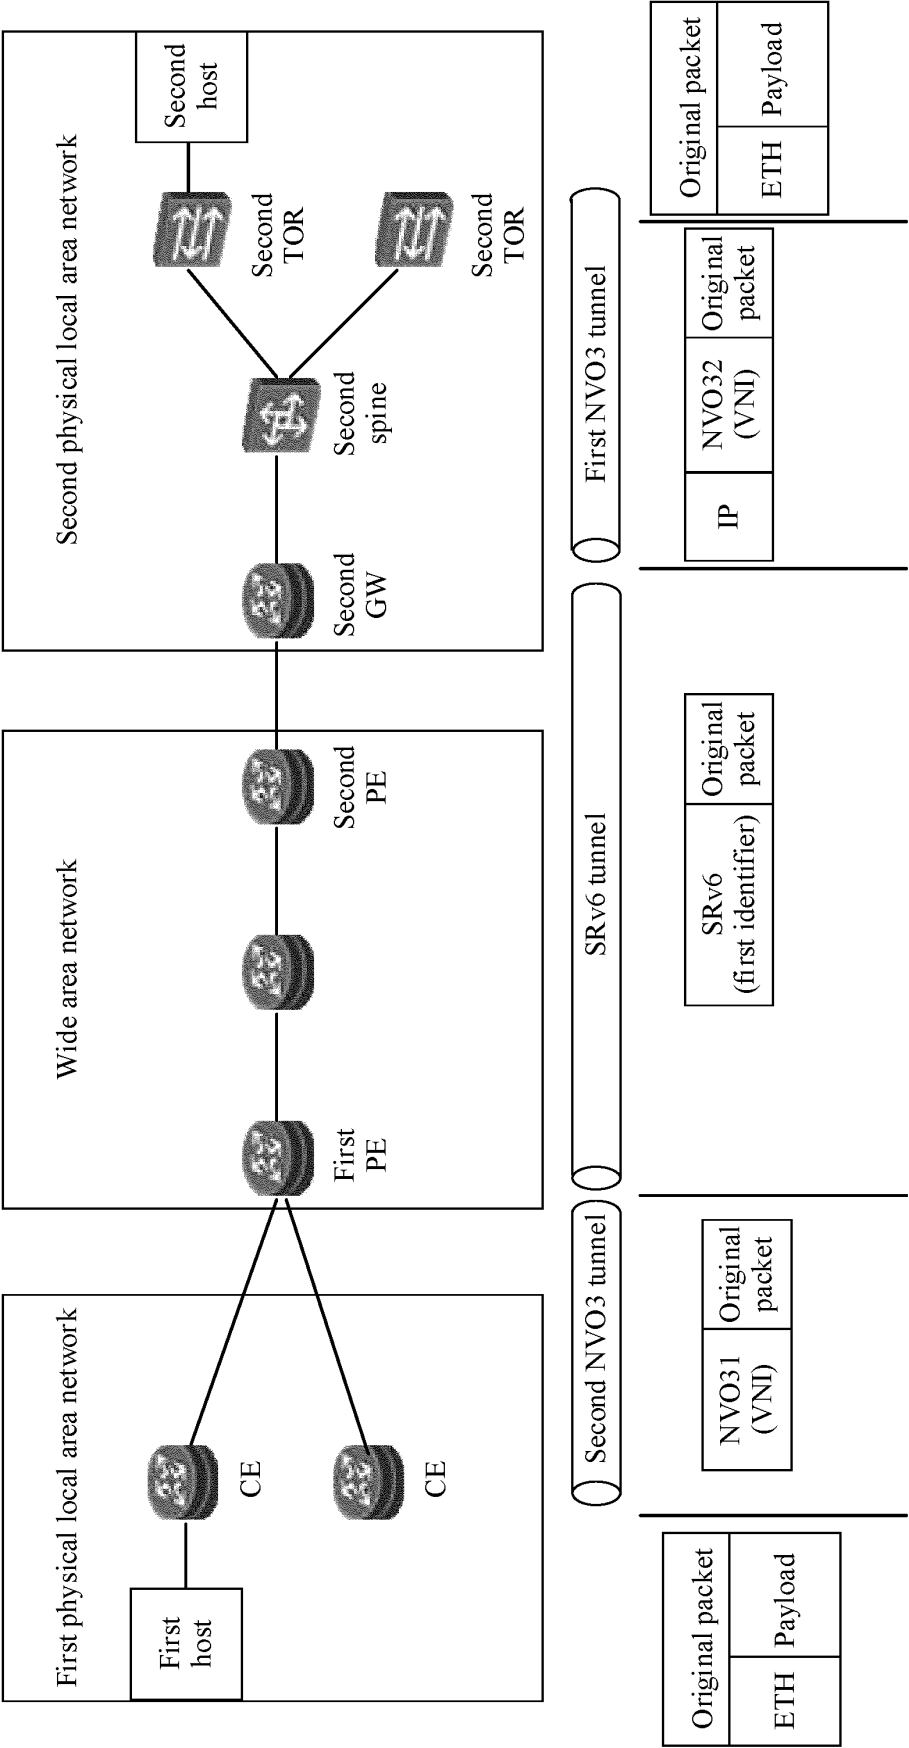 First physical local area network
Wide area network
Second physical local area network
First
host
CE
CE
First
PE
Second
PE
Second
GW
Second
spine
Second
TOR
Second
TOR
Second
host
Second NVO3 tunnel
SRv6 tunnel
First NVO3 tunnel
Original packet
ETH
Payload
NVO31
(VNI)
Original
packet
SRv6
(first identifier)
Original
packet
IP
NVO32
(VNI)
Original
packet
Original packet
ETH
Payload